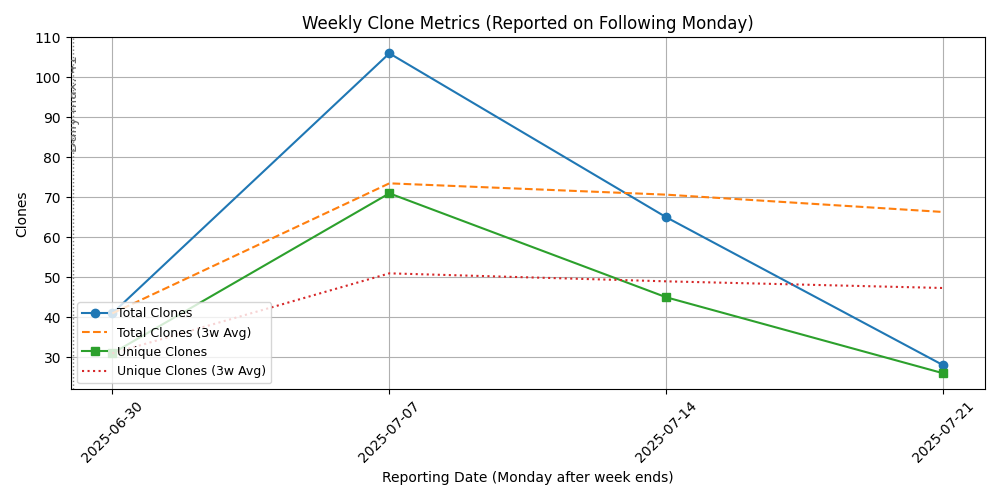 Weekly Clone Metrics (Reported on Following Monday)
Clones
110
100
90
80
70
60
50
40
30
Total Clones
Total Clones (3w Avg)
Unique Clones
Unique Clones (3w Avg)
2025-06-30
2025-07-07
2025-07-14
2025-07-21
Reporting Date (Monday after week ends)